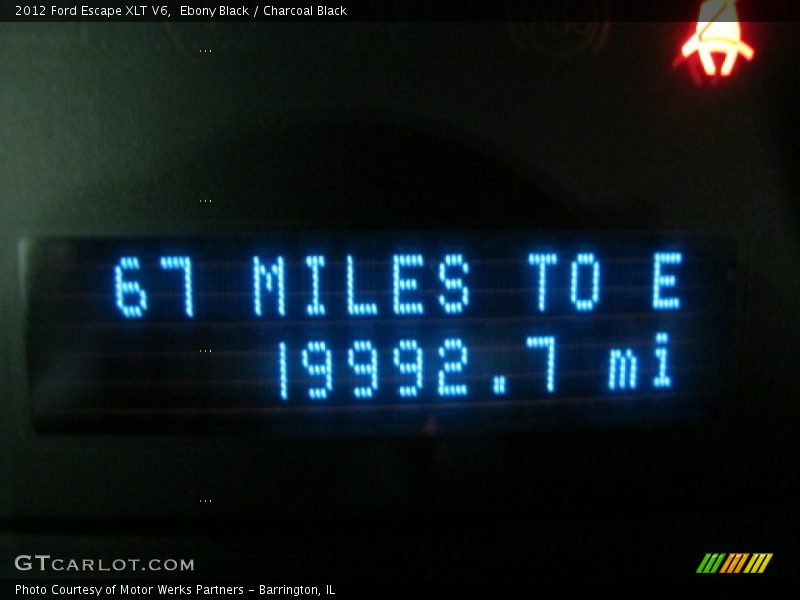 2012 Ford Escape XLT V6, Ebony Black / Charcoal Black
67 MILES TO E
19992.7 mi
GTCARLOT.COM
Photo Courtesy of Motor Werks Partners - Barrington, IL